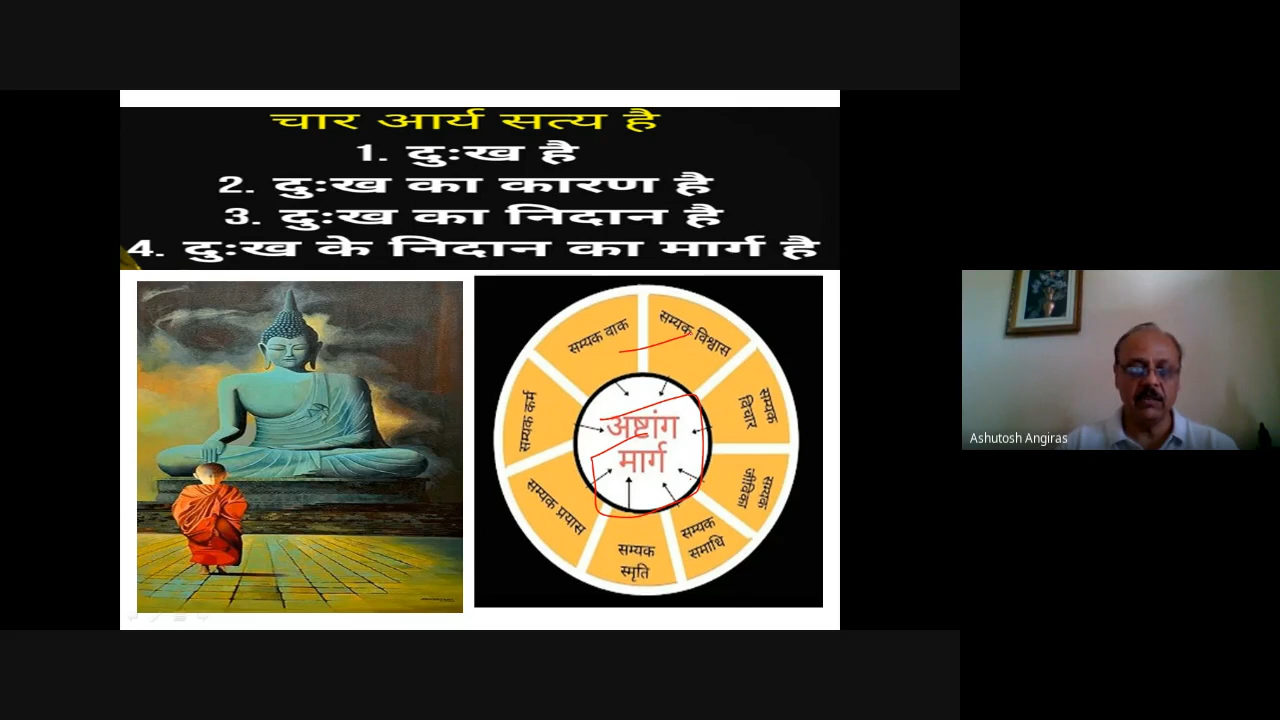 चार आर्य सत्य है
1. दुःख है
2. दुःख का कारण है
3. दुःख का निदान है
4. दुःख के निदान का मार्ग है
सम्यक वाक
सम्यक विश्वास
सम्यक
विचार
सम्यक
जीविका
सम्यक
समाधि
सम्यक
स्मृति
सम्यक प्रयास
सम्यक कर्म
अष्टांग
मार्ग
Ashutosh Angiras